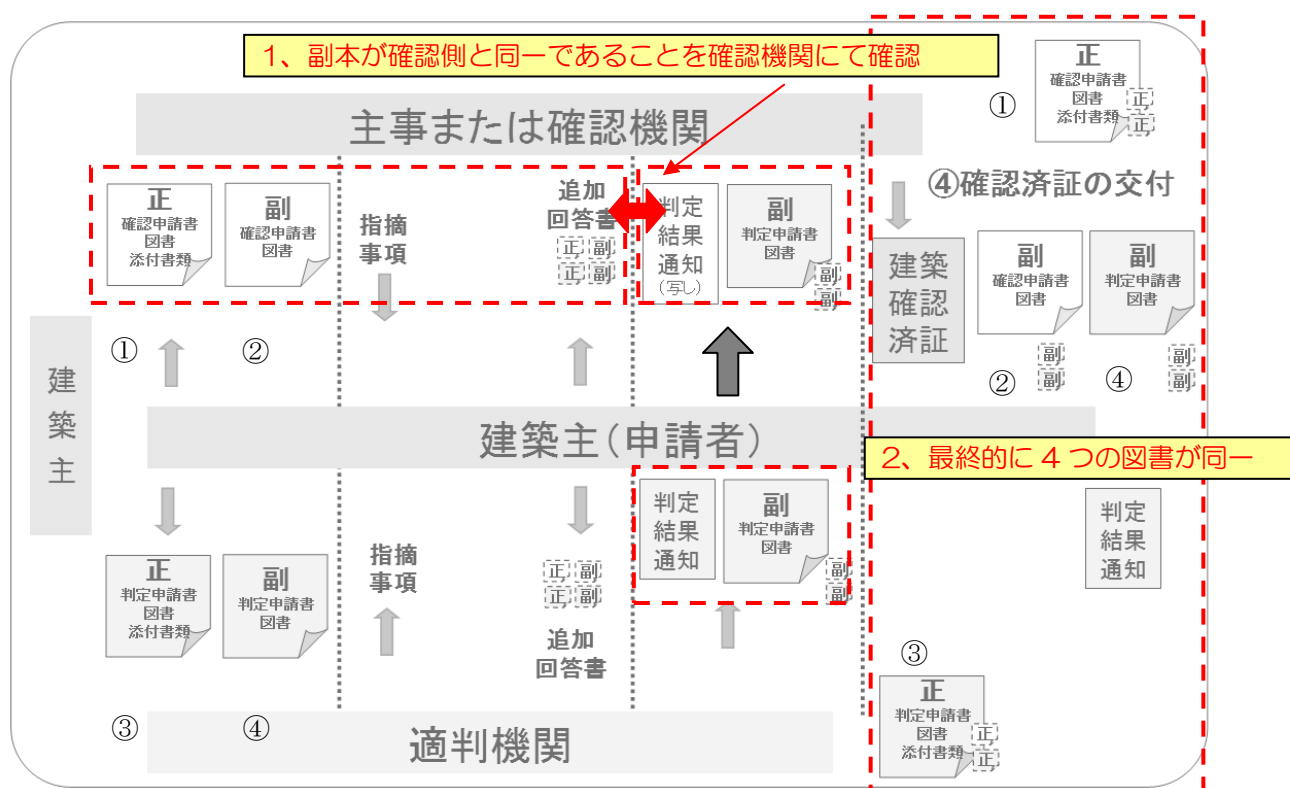 1、副本が確認側と同一であることを確認機関にて確認
主事または確認機関
正
確認申請書
図書
添付書類
正
正
①
④確認済証の交付
正
確認申請書
図書
添付書類
副
確認申請書
図書
指摘
事項
追加
回答書
正 副
正 副
判定
結果
通知
(写し)
副
判定申請書
図書
副
副
建築
確認
済証
副
確認申請書
図書
副
判定申請書
図書
副
副
副
副
①
②
②
④
建築主
建築主(申請者)
2、最終的に4つの図書が同一
正
判定申請書
図書
添付書類
副
判定申請書
図書
指摘
事項
正 副
正 副
追加
回答書
判定
結果
通知
副
判定申請書
図書
副
副
判定
結果
通知
③
④
適判機関
③
正
判定申請書
図書
添付書類
正
正